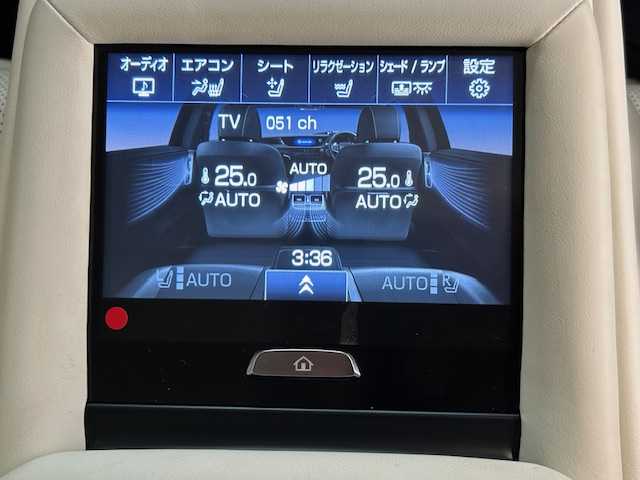 オーディオ エアコン シート リラクゼーション シェード / ランプ 設定
TV 051 ch
AUTO
25.0 25.0
AUTO AUTO
3:36
AUTO AUTO R